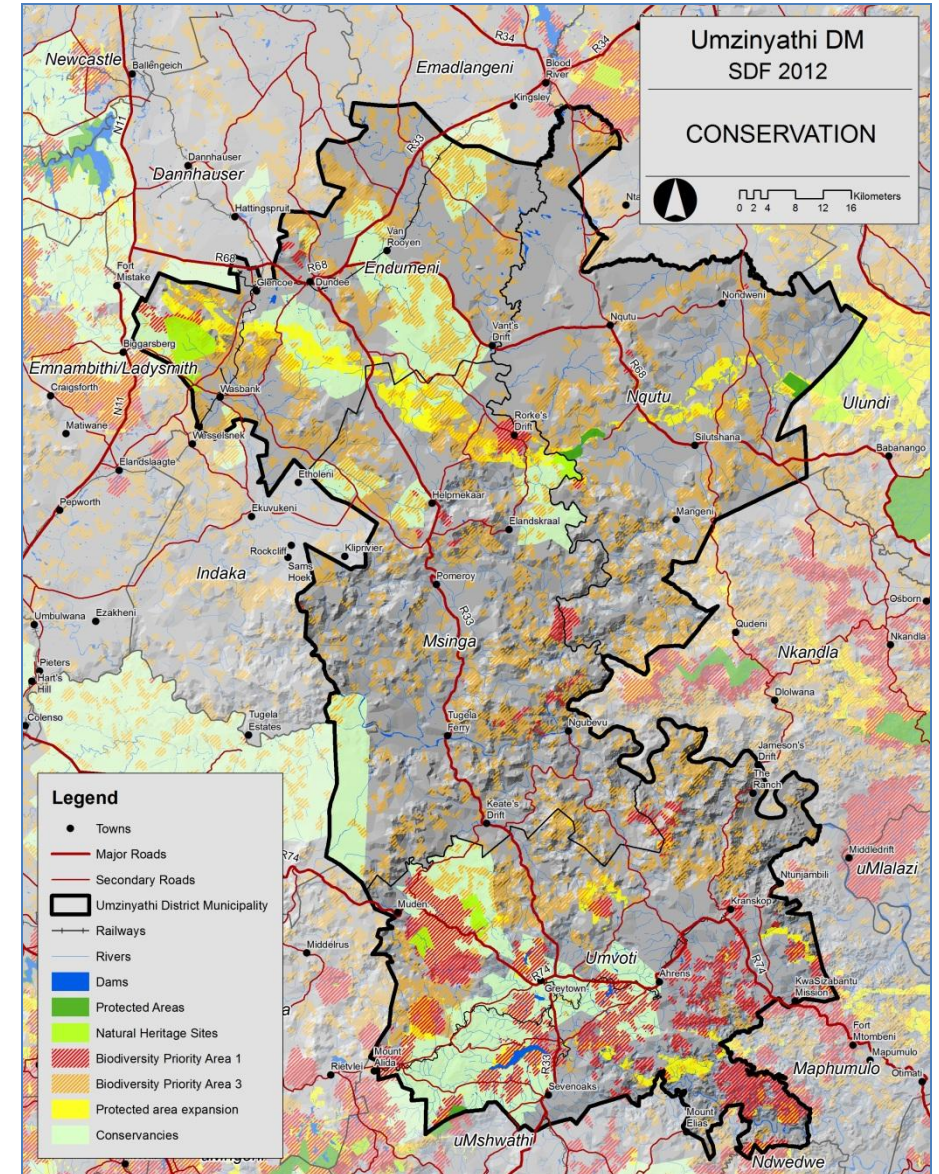 Umzinyathi DM
SDF 2012
CONSERVATION
Kilometers
0 2 4 8 12 16
Newcastle
Ballengeich
Emadlangeni
R34
R34
Blood
River
Kingsley
N11
R33
Dannhauser
Dannhauser
Hattingspruit
Nta
Van
Rooyen
R68
R68
Endumeni
Fort
Mistake
Glencoe
Dundee
Nondweni
Nqutu
Vant's
Drift
Biggarsberg
Emnambithi/Ladysmith
R68
Craigsforth
N11
Wasbank
Nqutu
Ulundi
Matiwane
Rorke's
Drift
Wesselsnek
Silutshana
Babanango
Elandslaagte
Etholeni
Pepworth
Helpmekaar
Ekuvukeni
Elandskraal
Mangeni
Rockcliff
Kliprivier
Sams
Hoek
Indaka
Pomeroy
Osborn
Umbulwana
Ezakheni
R33
Qudeni
Msinga
Nkandla
Nkandla
Pieters
Hart's
Hill
Dlolwana
Colenso
Tugela
Estates
Tugela
Ferry
Ngubevu
Jameson's
Drift
The
Ranch
Keate's
Drift
Middledrift
R74
uMlalazi
Ntunjambili
Muden
Kranskop
Middelrus
Umvoti
R74
R74
Ahrens
Greytown
KwaSizabantu
Mission
Fort
Mtombeni
Mapumulo
Mount
Alida
Rietvlei
R33
Maphumulo
Otimati
Sevenoaks
Mount
Elias
uMshwathi
Ndwedwe
Legend
Towns
Major Roads
Secondary Roads
Umzinyathi District Municipality
Railways
Rivers
Dams
Protected Areas
Natural Heritage Sites
Biodiversity Priority Area 1
Biodiversity Priority Area 3
Protected area expansion
Conservancies